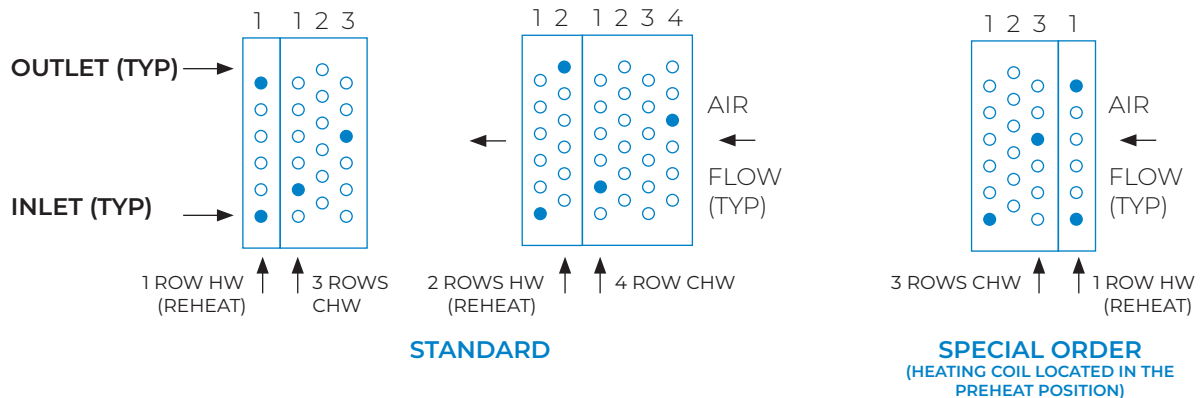 1 1 2 3
1 2 1 2 3 4
1 2 3 1
OUTLET (TYP)
INLET (TYP)
AIR
FLOW
(TYP)
AIR
FLOW
(TYP)
1 ROW HW
(REHEAT)
3 ROWS
CHW
2 ROWS HW
(REHEAT)
4 ROW CHW
3 ROWS CHW
1 ROW HW
(REHEAT)
STANDARD
SPECIAL ORDER
(HEATING COIL LOCATED IN THE
PREHEAT POSITION)